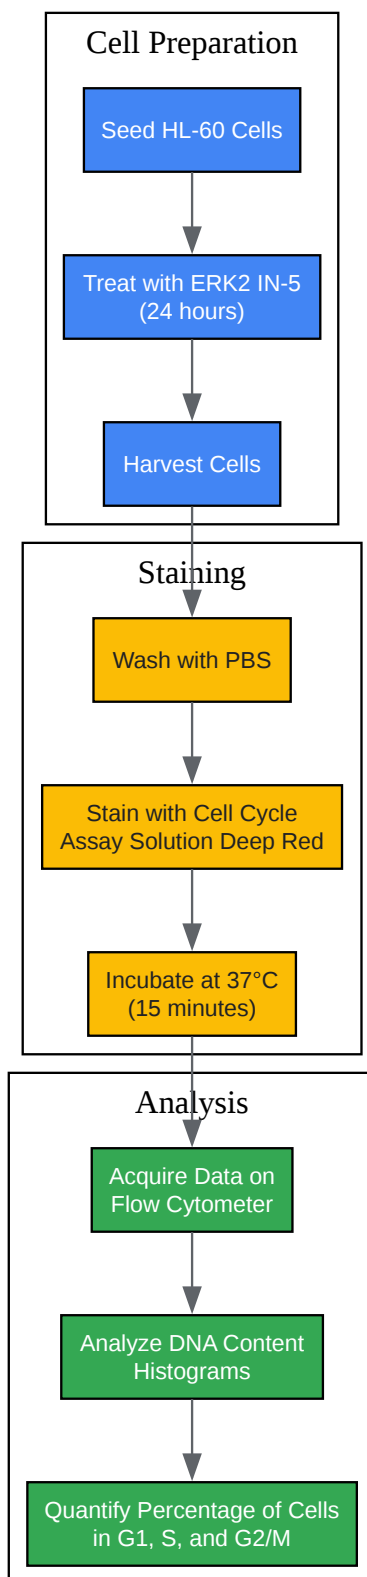 Cell Preparation
Seed HL-60 Cells
Treat with ERK2 IN-5
(24 hours)
Harvest Cells
Staining
Wash with PBS
Stain with Cell Cycle
Assay Solution Deep Red
Incubate at 37°C
(15 minutes)
Analysis
Acquire Data on
Flow Cytometer
Analyze DNA Content
Histograms
Quantify Percentage of Cells
in G1, S, and G2/M